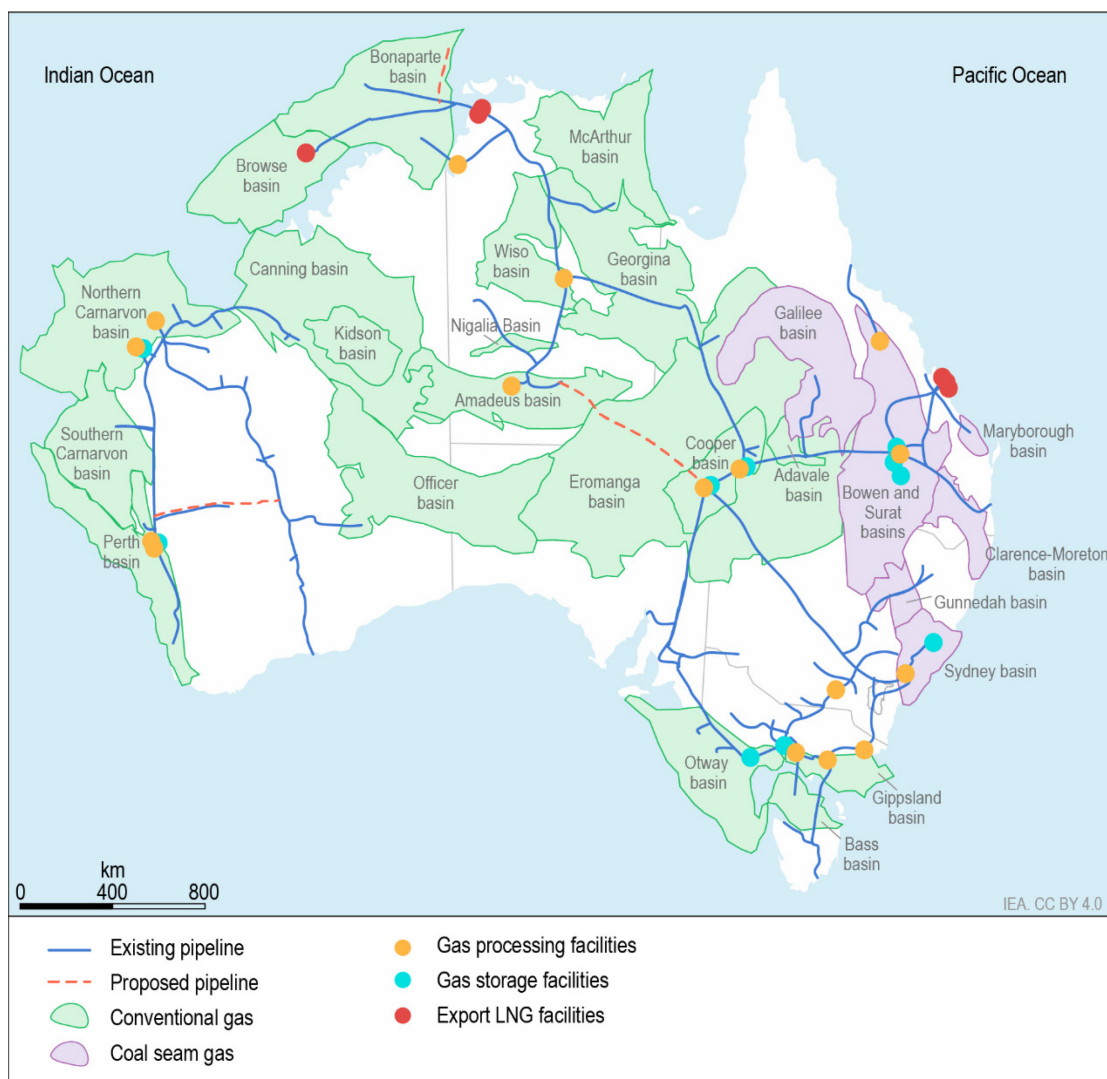 Indian Ocean
Pacific Ocean
Bonaparte
basin
McArthur
basin
Browse
basin
Canning basin
Wiso
basin
Georgina
basin
Northern
Carnarvon
basin
Kidson
basin
Nigalia Basin
Galilee
basin
Amadeus basin
Southern
Carnarvon
basin
Cooper
basin
Maryborough
basin
Officer
basin
Eromanga
basin
Adavale
basin
Bowen and
Surat
basins
Perth
basin
Clarence-Moreton
basin
Gunnedah basin
Sydney basin
Otway
basin
Gippsland
basin
Bass
basin
km
0 400 800
IEA. CC BY 4.0
Existing pipeline
Proposed pipeline
Conventional gas
Coal seam gas
Gas processing facilities
Gas storage facilities
Export LNG facilities